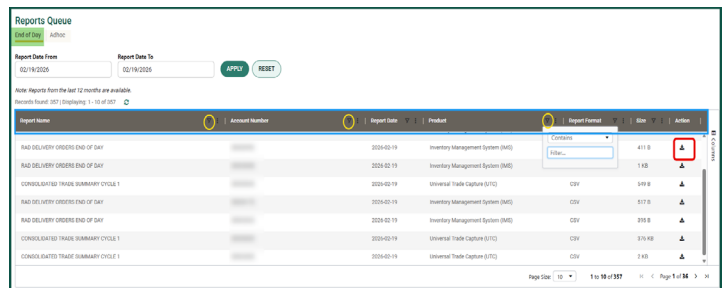 Reports Queue
End of Day Adhoc
Report Date From Report Date To
02/19/2026 02/19/2026 APPLY RESET
Note: Reports from the last 12 months are available.
Records found: 357 | Displaying 1 - 10 of 357
Report Name Account Number Report Date Product Report Format Size Action
Contains
Filter...
Columns
RAD DELIVERY ORDERS END OF DAY 2026-02-19 Inventory Management System (IMS) 411 B
RAD DELIVERY ORDERS END OF DAY 2026-02-19 Inventory Management System (IMS) 1 KB
CONSOLIDATED TRADE SUMMARY CYCLE 1 2026-02-19 Universal Trade Capture (UTC) CSV 649 B
RAD DELIVERY ORDERS END OF DAY 2026-02-19 Inventory Management System (IMS) CSV 517 B
RAD DELIVERY ORDERS END OF DAY 2026-02-19 Inventory Management System (IMS) CSV 898 B
CONSOLIDATED TRADE SUMMARY CYCLE 1 2026-02-19 Universal Trade Capture (UTC) CSV 376 KB
CONSOLIDATED TRADE SUMMARY CYCLE 1 2026-02-19 Universal Trade Capture (UTC) CSV 2 KB
Page Size: 10 1 to 10 of 357 Page 1 of 36